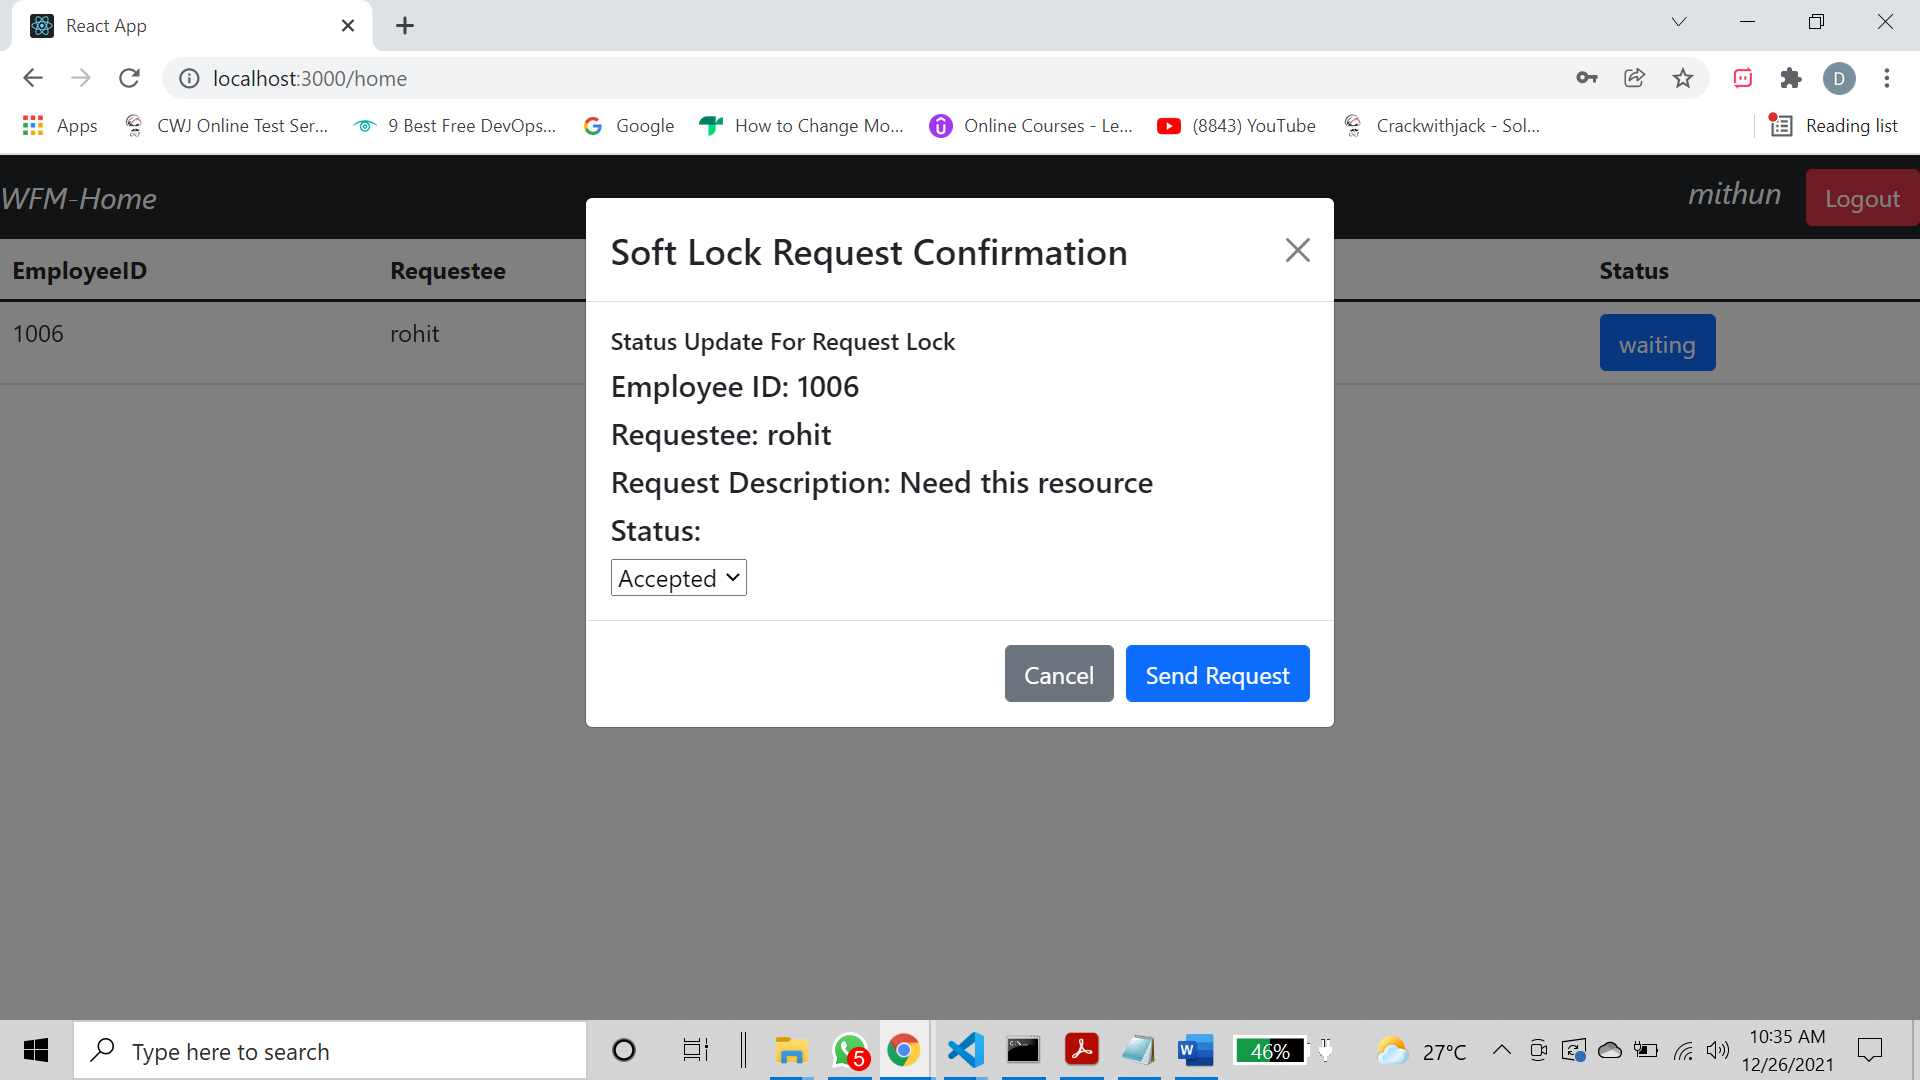 React App
localhost:3000/home
D
Apps
CWJ Online Test Ser...
9 Best Free DevOps...
Google
How to Change Mo...
Online Courses - Le...
(8843) YouTube
Crackwithjack - Sol...
Reading list
WFM-Home
mithun
Logout
EmployeeID
Requestee
Status
1006
rohit
waiting
Soft Lock Request Confirmation
Status Update For Request Lock
Employee ID: 1006
Requestee: rohit
Request Description: Need this resource
Status:
Accepted
Cancel
Send Request
Type here to search
5
46%
27°C
10:35 AM
12/26/2021